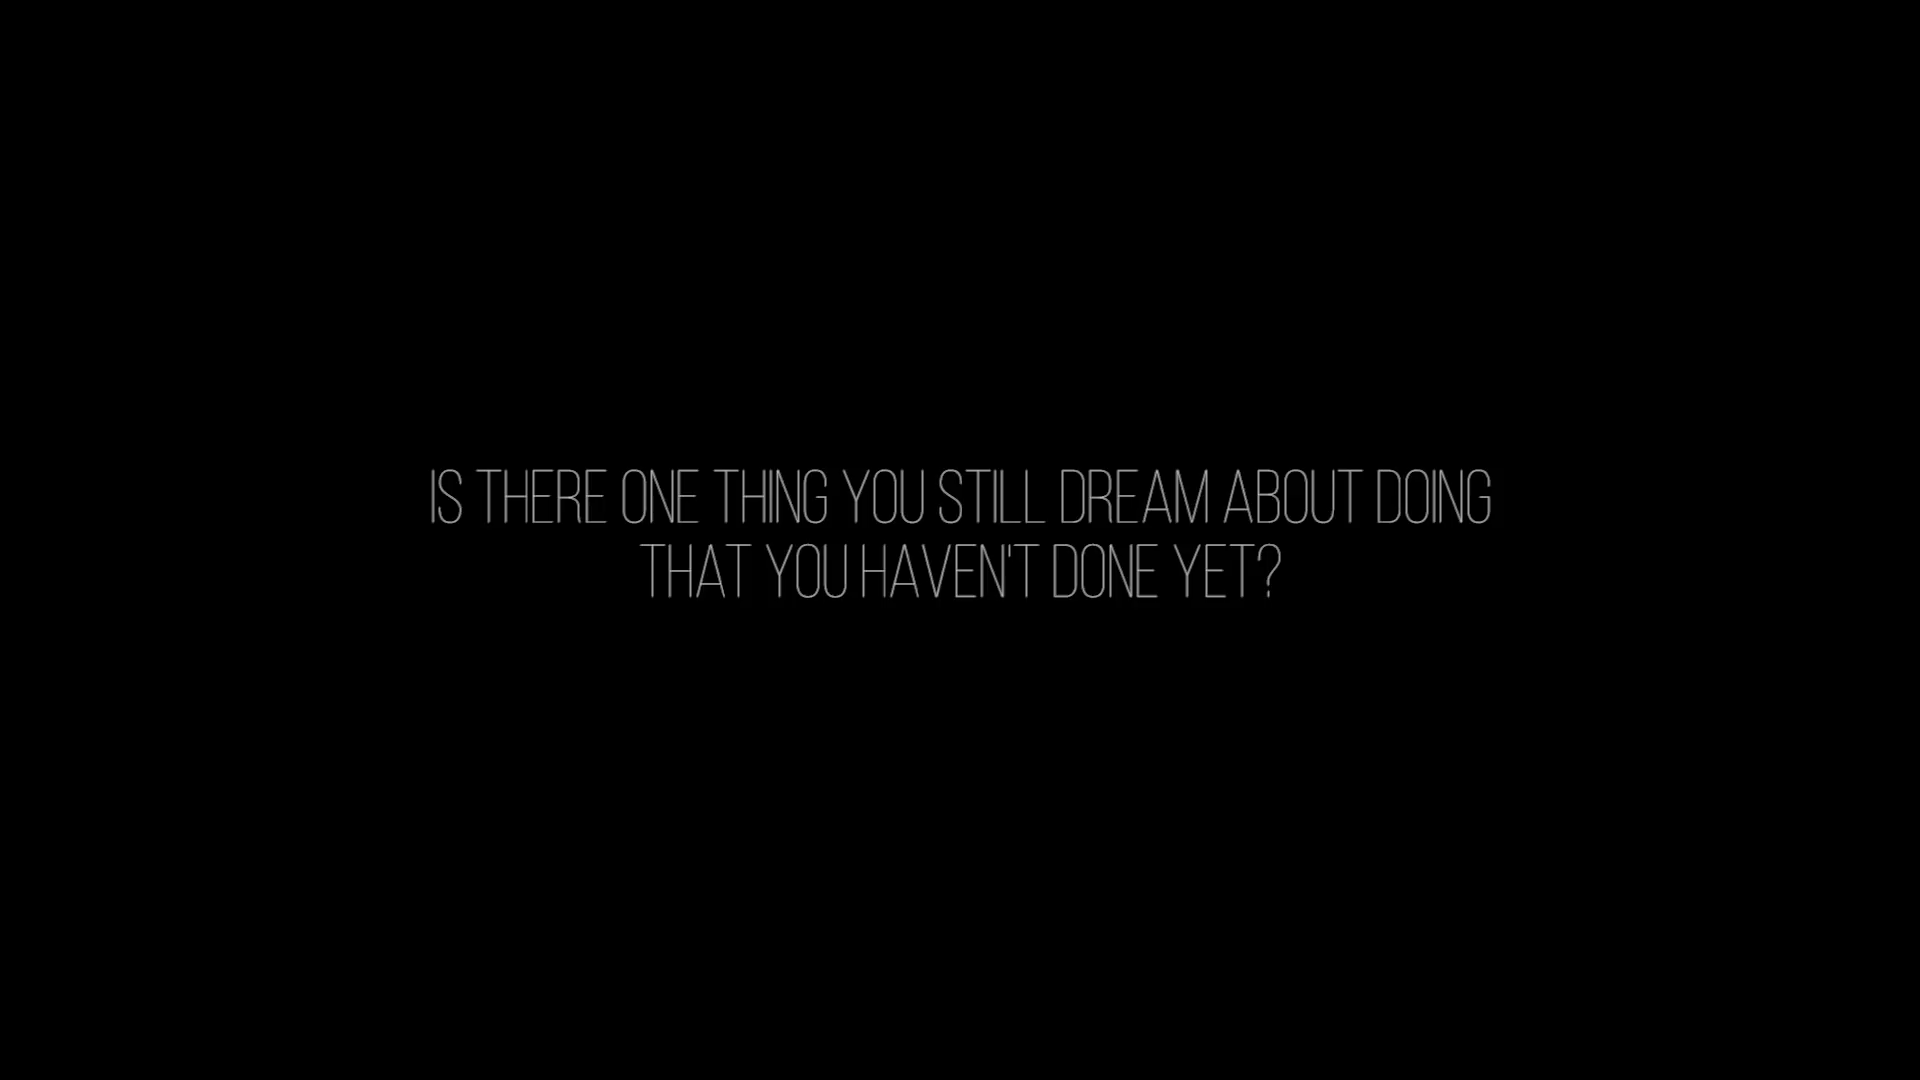 IS THERE ONE THING YOU STILL DREAM ABOUT DOING
THAT YOU HAVEN'T DONE YET?